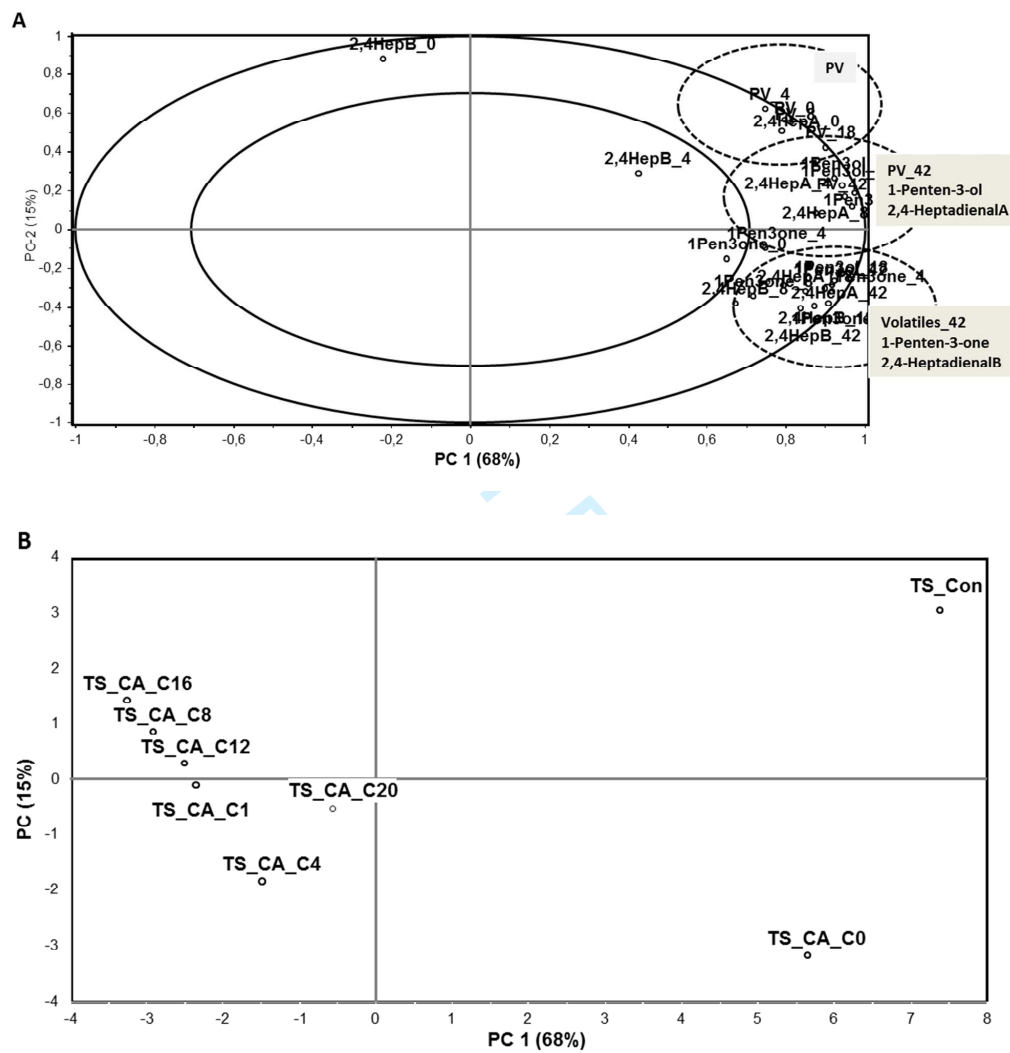 A
1
0,8
0,6
0,4
0,2
0
-0,2
-0,4
-0,6
-0,8
-1
PC-2 (15%)
2,4HepB_0
2,4HepB_4
PV
PV_4
PV_0
2,4HepA_0
PV_18
1Pen3ol
1Pen3ol-
2,4HepA_4
PV_42
1Pen3
2,4HepA_8
1Pen3one_4
1Pen3one_0
2,4HepB_8
2,4HepA_42
2,4HepB_42
PV_42
1-Penten-3-ol
2,4-HeptadienalA
Volatiles_42
1-Penten-3-one
2,4-HeptadienalB
-1
-0,8
-0,6
-0,4
-0,2
0
0,2
0,4
0,6
0,8
1
PC 1 (68%)
B
4
3
2
1
0
-1
-2
-3
-4
PC (15%)
TS_Con
TS_CA_C16
TS_CA_C8
TS_CA_C12
TS_CA_C1
TS_CA_C20
TS_CA_C4
TS_CA_C0
-4
-3
-2
-1
0
1
2
3
4
5
6
7
8
PC 1 (68%)